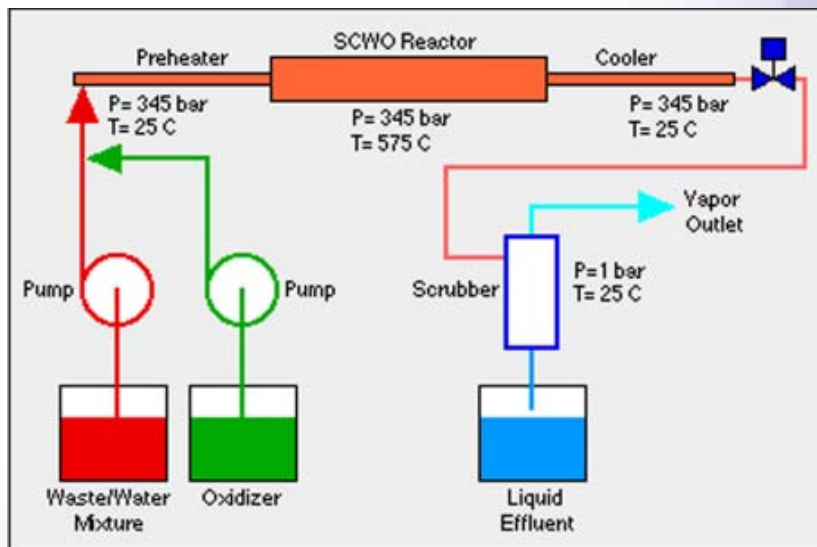 SCWO Reactor
Preheater
Cooler
P= 345 bar
T= 25 C
P= 345 bar
T= 575 C
P= 345 bar
T= 25 C
Vapor
Outlet
Pump
Pump
Scrubber
P=1 bar
T= 25 C
Waste/Water
Mixture
Oxidizer
Liquid
Effluent